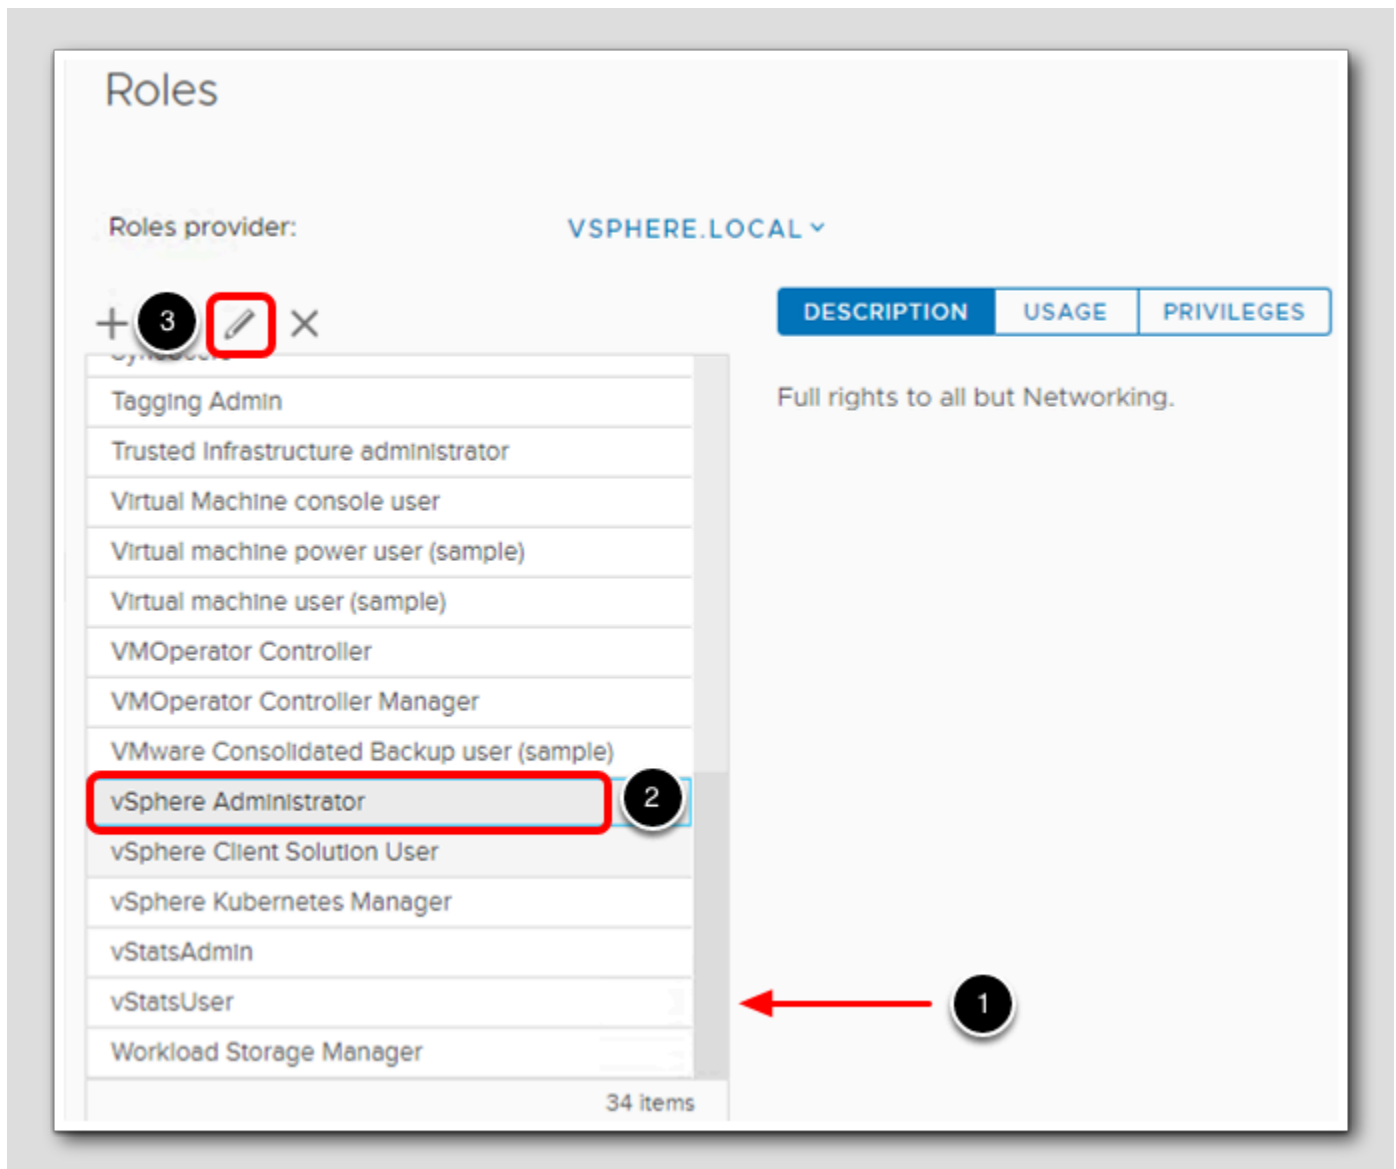 Roles
Roles provider:
VSPHERE.LOCAL
3
DESCRIPTION USAGE PRIVILEGES
Full rights to all but Networking.
Tagging Admin
Trusted Infrastructure administrator
Virtual Machine console user
Virtual machine power user (sample)
Virtual machine user (sample)
VMOperator Controller
VMOperator Controller Manager
VMware Consolidated Backup user (sample)
vSphere Administrator
2
vSphere Client Solution User
vSphere Kubernetes Manager
vStatsAdmin
vStatsUser
1
Workload Storage Manager
34 items